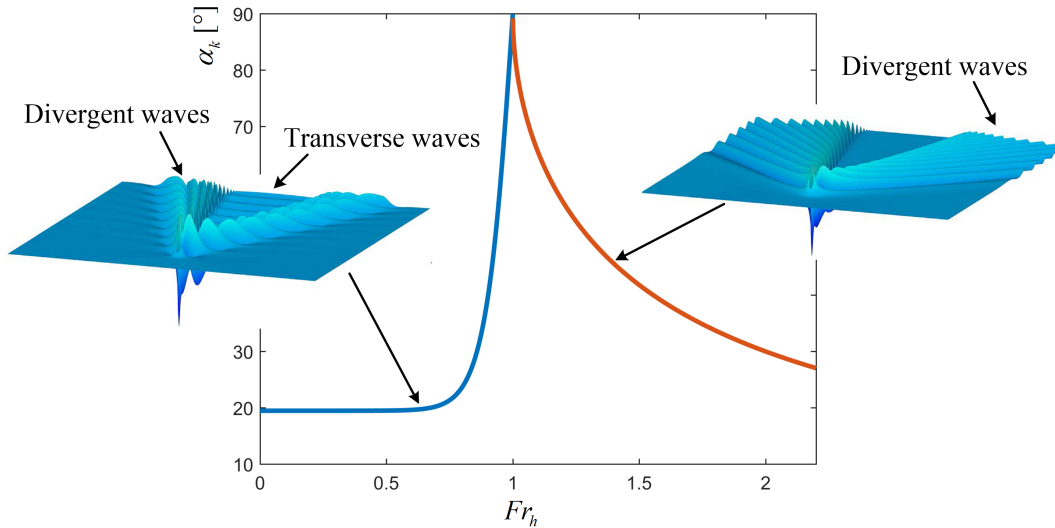 90
α_k [°]
80
Divergent waves
Divergent waves
70
Transverse waves
30
20
10
0
0.5
1
1.5
2
Fr_h